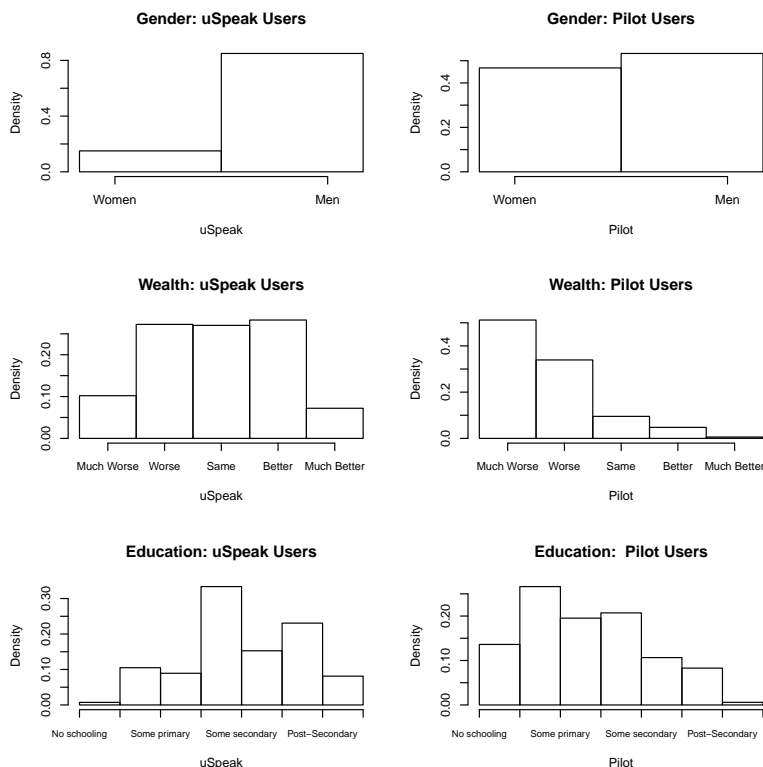 Gender: uSpeak Users
Density
0.0 0.4 0.8
Women Men
uSpeak
Gender: Pilot Users
Density
0.0 0.2 0.4
Women Men
Pilot
Wealth: uSpeak Users
Density
0.00 0.10 0.20
Much Worse Worse Same Better Much Better
uSpeak
Wealth: Pilot Users
Density
0.0 0.2 0.4
Much Worse Worse Same Better Much Better
Pilot
Education: uSpeak Users
Density
0.00 0.10 0.20 0.30
No schooling Some primary Some secondary Post−Secondary
uSpeak
Education:  Pilot Users
Density
0.00 0.10 0.20
No schooling Some primary Some secondary Post−Secondary
Pilot